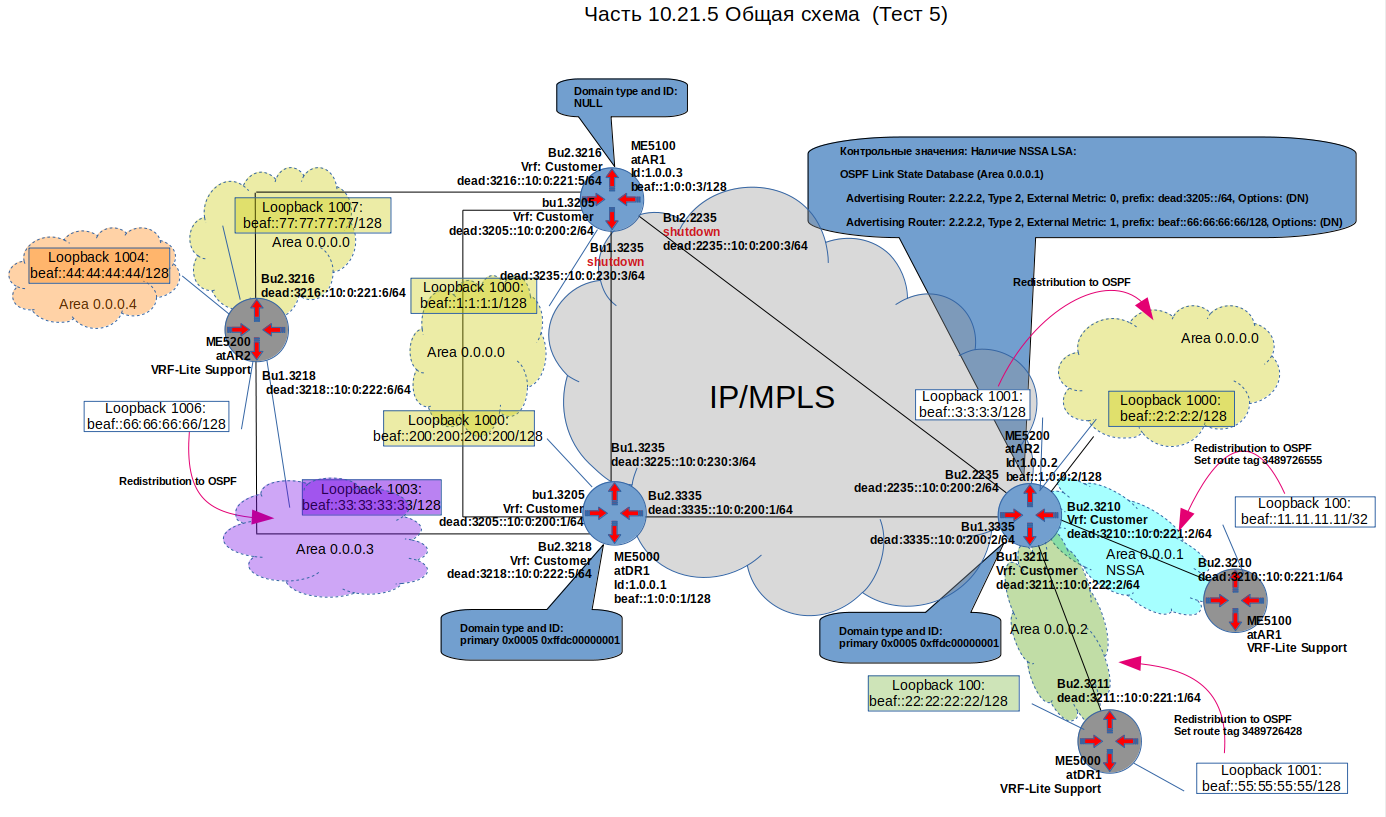 Часть 10.21.5 Общая схема (Тест 5)
Domain type and ID:
NULL
Bu2.3216
Vrf: Customer
dead:3216::10:0:221:5/64
ME5100
atAR1
Id:1.0.0.3
beaf::1:0:0:3/128
bu1.3205
Vrf: Customer
dead:3205::10:0:200:2/64
Bu2.2235
shutdown
dead:2235::10:0:200:3/64
Bu1.3235
shutdown
dead:3235::10:0:230:3/64
Контрольные значения: Наличие NSSA LSA:
OSPF Link State Database (Area 0.0.0.1)
Advertising Router: 2.2.2.2, Type 2, External Metric: 0, prefix: dead:3205::/64, Options: (DN)
Advertising Router: 2.2.2.2, Type 2, External Metric: 1, prefix: beaf::66:66:66:66/128, Options: (DN)
Loopback 1007:
beaf::77:77:77:77/128
Area 0.0.0.0
Loopback 1004:
beaf::44:44:44:44/128
Area 0.0.0.4
Bu2.3216
dead:3216::10:0:221:6/64
ME5200
atAR2
VRF-Lite Support
Bu1.3218
dead:3218::10:0:222:6/64
Loopback 1006:
beaf::66:66:66:66/128
Redistribution to OSPF
Loopback 1003:
beaf::33:33:33:33/128
Area 0.0.0.3
Loopback 1000:
beaf::1:1:1:1/128
Area 0.0.0.0
Loopback 1000:
beaf::200:200:200:200/128
IP/MPLS
Bu1.3235
dead:3225::10:0:230:3/64
bu1.3205
Vrf: Customer
dead:3205::10:0:200:1/64
Bu2.3335
dead:3335::10:0:200:1/64
Bu2.3218
Vrf: Customer
dead:3218::10:0:222:5/64
ME5000
atDR1
Id:1.0.0.1
beaf::1:0:0:1/128
Domain type and ID:
primary 0x0005 0xffdc00000001
Redistribution to OSPF
Area 0.0.0.0
Loopback 1001:
beaf::3:3:3:3/128
Loopback 1000:
beaf::2:2:2:2/128
ME5200
atAR2
Id:1.0.0.2
beaf::1:0:0:2/128
Bu2.2235
dead:2235::10:0:200:2/64
Redistribution to OSPF
Set route tag 3489726555
Loopback 100:
beaf::11.11.11.11/32
Bu2.3210
Vrf: Customer
dead:3210::10:0:221:2/64
Bu1.3335
dead:3335::10:0:200:2/64
Bu1.3211
Vrf: Customer
dead:3211::10:0:222:2/64
Area 0.0.0.1
NSSA
Bu2.3210
dead:3210::10:0:221:1/64
ME5100
atAR1
VRF-Lite Support
Area 0.0.0.2
Domain type and ID:
primary 0x0005 0xffdc00000001
Loopback 100:
beaf::22:22:22:22/128
Bu2.3211
dead:3211::10:0:221:1/64
Redistribution to OSPF
Set route tag 3489726428
ME5000
atDR1
VRF-Lite Support
Loopback 1001:
beaf::55:55:55:55/128